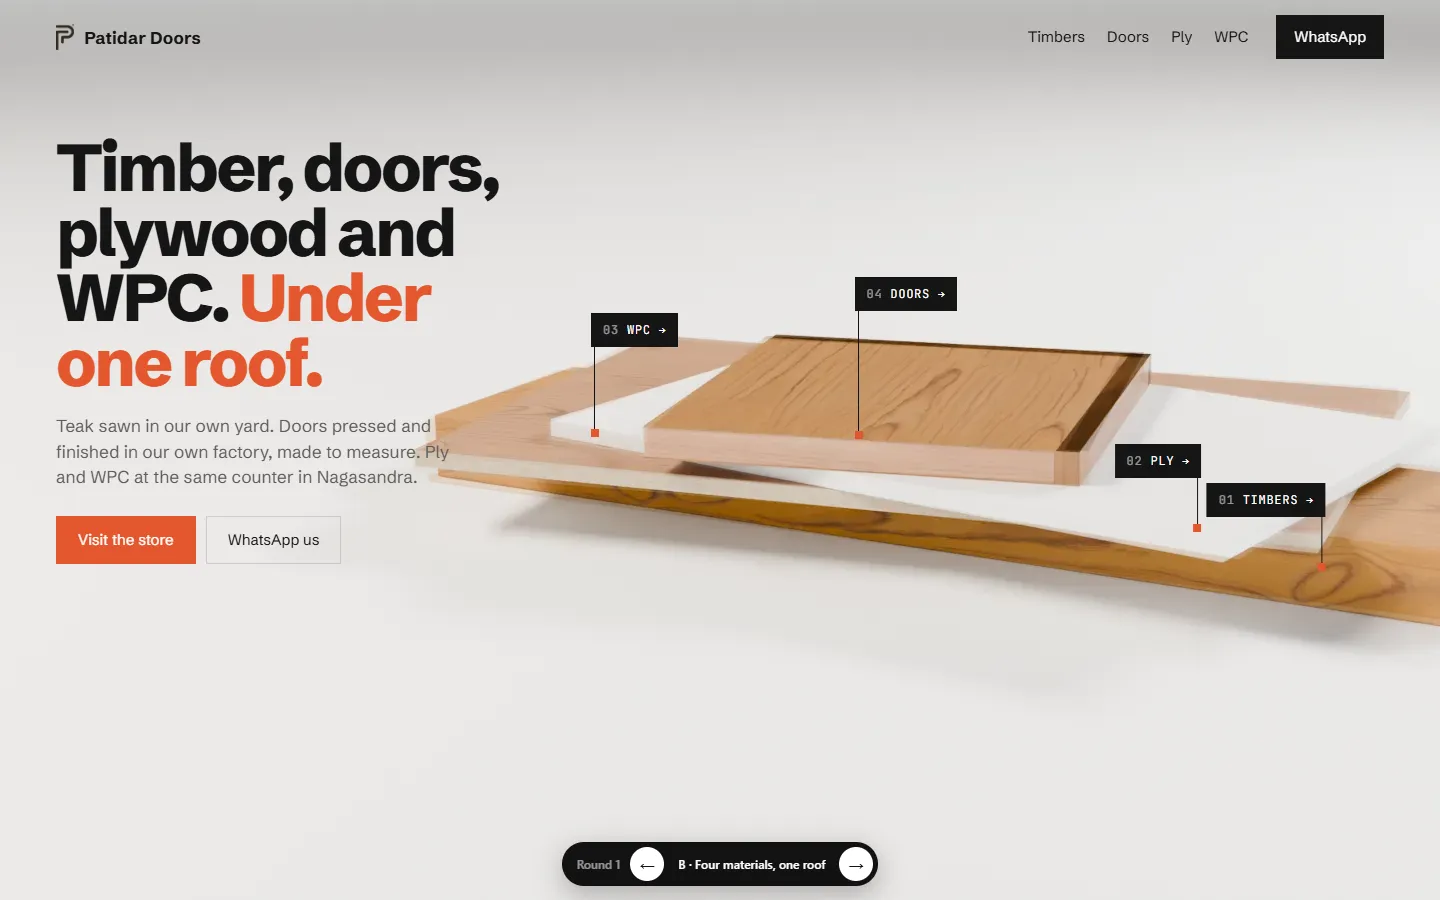 Patidar Doors
Timbers
Doors
Ply
WPC
WhatsApp
Timber, doors,
plywood and
WPC. Under
one roof.
Teak sawn in our own yard. Doors pressed and
finished in our own factory, made to measure. Ply
and WPC at the same counter in Nagasandra.
Visit the store
WhatsApp us
03 WPC →
04 DOORS →
02 PLY →
01 TIMBERS →
Round 1
←
B · Four materials, one roof
→